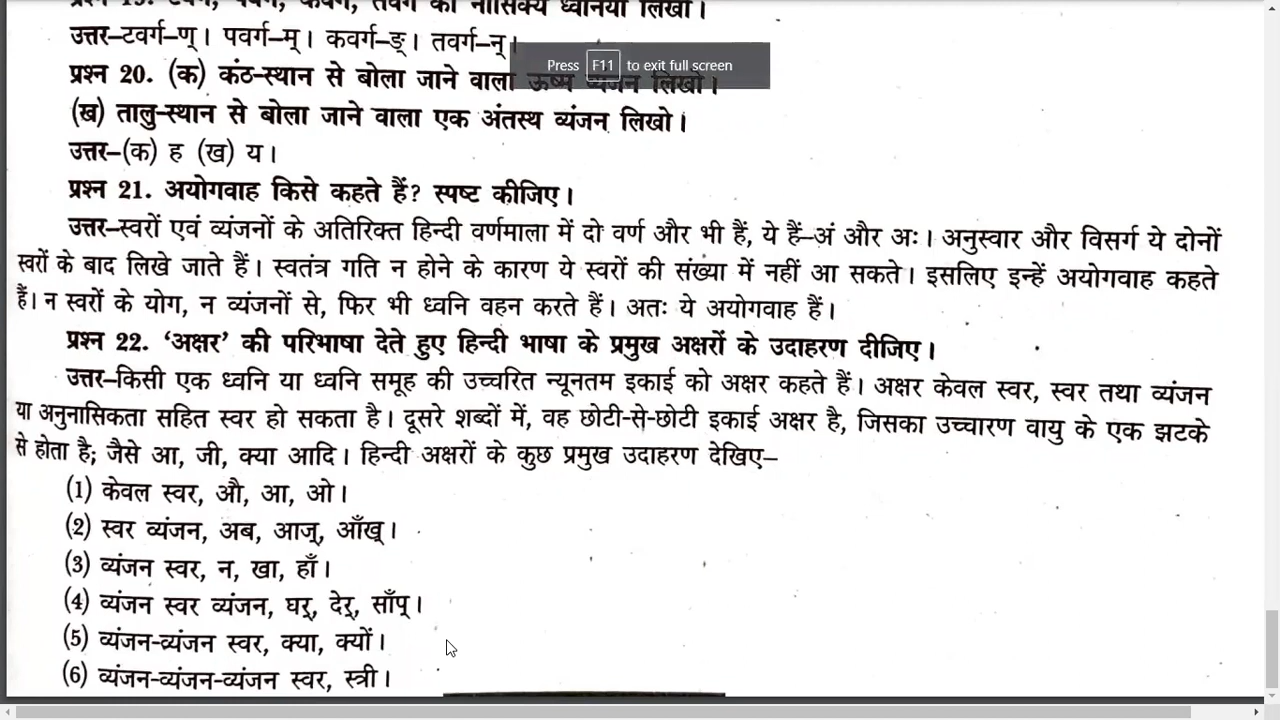 प्रश्न 19. टवर्ग, पवर्ग, कवर्ग, तवर्ग की नासिक्य ध्वनियाँ लिखो।
उत्तर–टवर्ग–ण्। पवर्ग–म्। कवर्ग–ङ्। तवर्ग–न्।
Press F11 to exit full screen
प्रश्न 20. (क) कंठ-स्थान से बोला जाने वाला ऊष्म व्यंजन लिखो।
(ख) तालु-स्थान से बोला जाने वाला एक अंतस्थ व्यंजन लिखो।
उत्तर–(क) ह (ख) य।
प्रश्न 21. अयोगवाह किसे कहते हैं? स्पष्ट कीजिए।
उत्तर–स्वरों एवं व्यंजनों के अतिरिक्त हिन्दी वर्णमाला में दो वर्ण और भी हैं, ये हैं–अं और अः। अनुस्वार और विसर्ग ये दोनों
स्वरों के बाद लिखे जाते हैं। स्वतंत्र गति न होने के कारण ये स्वरों की संख्या में नहीं आ सकते। इसलिए इन्हें अयोगवाह कहते
हैं। न स्वरों के योग, न व्यंजनों से, फिर भी ध्वनि वहन करते हैं। अतः ये अयोगवाह हैं।
प्रश्न 22. ‘अक्षर’ की परिभाषा देते हुए हिन्दी भाषा के प्रमुख अक्षरों के उदाहरण दीजिए।
उत्तर–किसी एक ध्वनि या ध्वनि समूह की उच्चरित न्यूनतम इकाई को अक्षर कहते हैं। अक्षर केवल स्वर, स्वर तथा व्यंजन
या अनुनासिकता सहित स्वर हो सकता है। दूसरे शब्दों में, वह छोटी-से-छोटी इकाई अक्षर है, जिसका उच्चारण वायु के एक झटके
से होता है; जैसे आ, जी, क्या आदि। हिन्दी अक्षरों के कुछ प्रमुख उदाहरण देखिए–
(1) केवल स्वर, औ, आ, ओ।
(2) स्वर व्यंजन, अब, आज्, आँख्।
(3) व्यंजन स्वर, न, खा, हाँ।
(4) व्यंजन स्वर व्यंजन, घर्, देर्, साँप्।
(5) व्यंजन-व्यंजन स्वर, क्या, क्यों।
(6) व्यंजन-व्यंजन-व्यंजन स्वर, स्त्री।